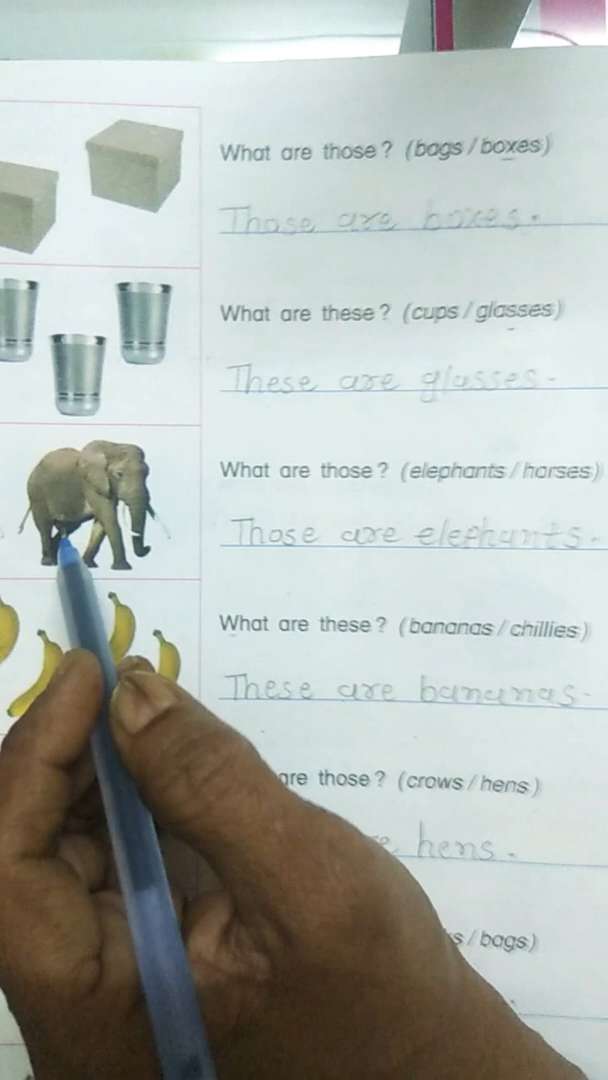 What are those? (bags / boxes)
Those are boxes.
What are these? (cups / glasses)
These are glasses.
What are those? (elephants / horses)
Those are elephants.
What are these? (bananas / chillies)
These are bananas.
are those? (crows / hens)
hens.
/ bags)